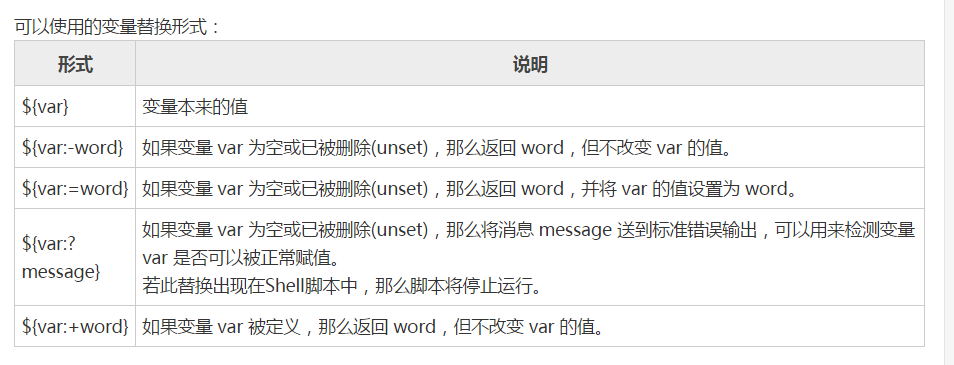 可以使用的变量替换形式：
形式 说明
${var} 变量本来的值
${var:-word} 如果变量 var 为空或已被删除(unset)，那么返回 word，但不改变 var 的值。
${var:=word} 如果变量 var 为空或已被删除(unset)，那么返回 word，并将 var 的值设置为 word。
${var:?
message}
如果变量 var 为空或已被删除(unset)，那么将消息 message 送到标准错误输出，可以用来检测变量
var 是否可以被正常赋值。
若此替换出现在Shell脚本中，那么脚本将停止运行。
${var:+word} 如果变量 var 被定义，那么返回 word，但不改变 var 的值。